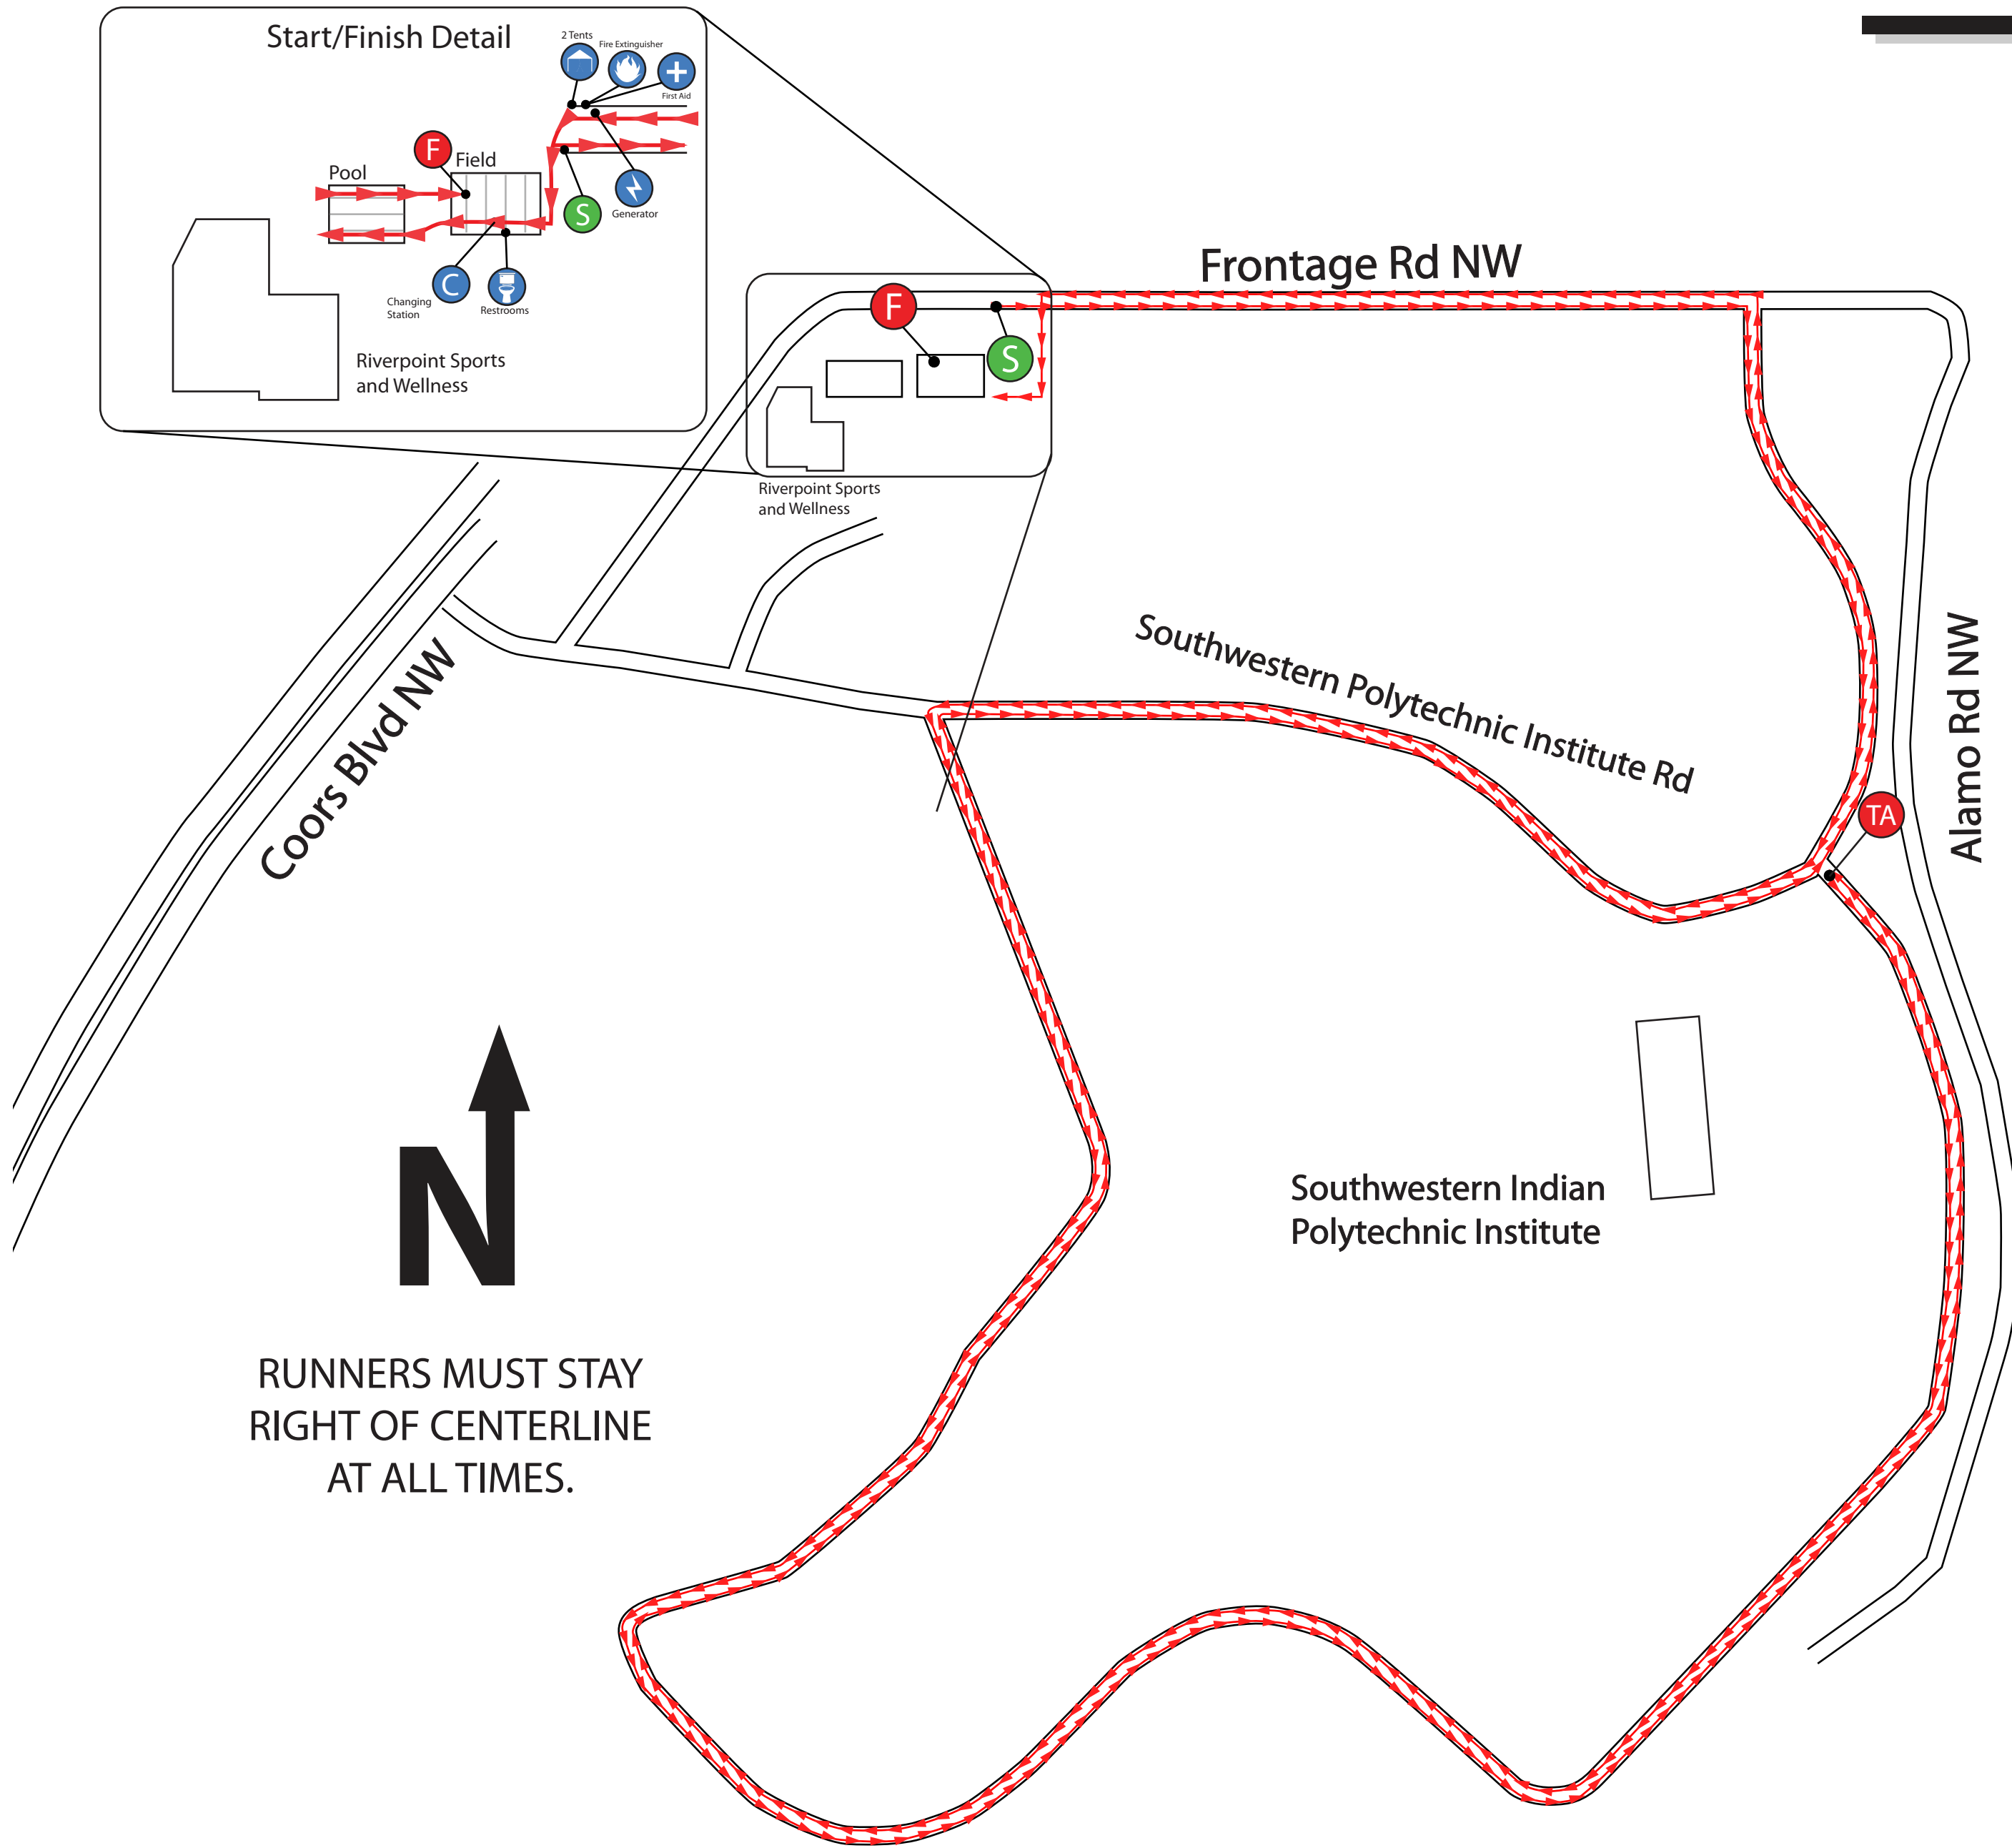 Start/Finish Detail
2 Tents
Fire Extinguisher
First Aid
F
Field
Pool
S
Generator
C
Changing
Station
Restrooms
Riverpoint Sports
and Wellness
Frontage Rd NW
F
S
Riverpoint Sports
and Wellness
Coors Blvd NW
Southwestern Polytechnic Institute Rd
Alamo Rd NW
TA
Southwestern Indian
Polytechnic Institute
N
RUNNERS MUST STAY
RIGHT OF CENTERLINE
AT ALL TIMES.